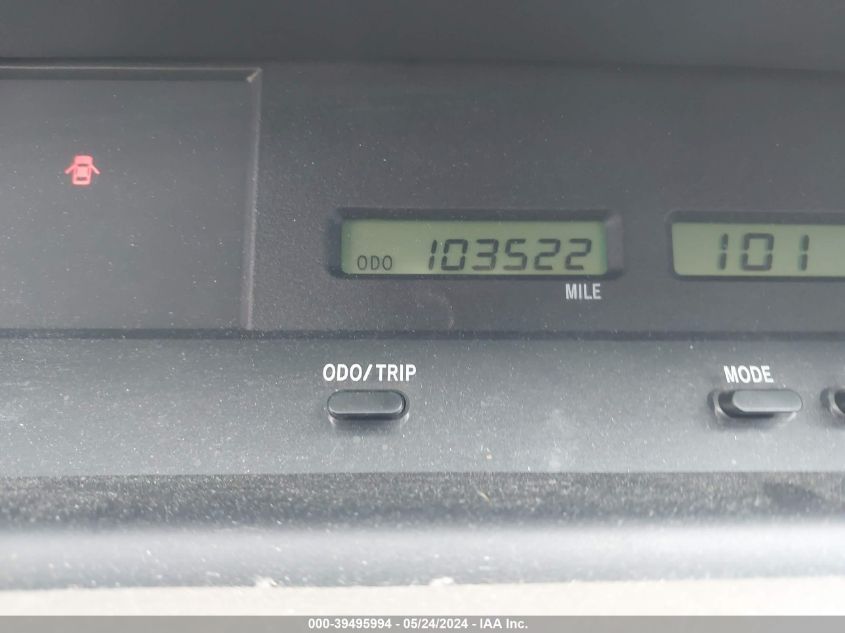 ODO 103522
101
MILE
ODO/TRIP
MODE
000-39495994 - 05/24/2024 - IAA Inc.